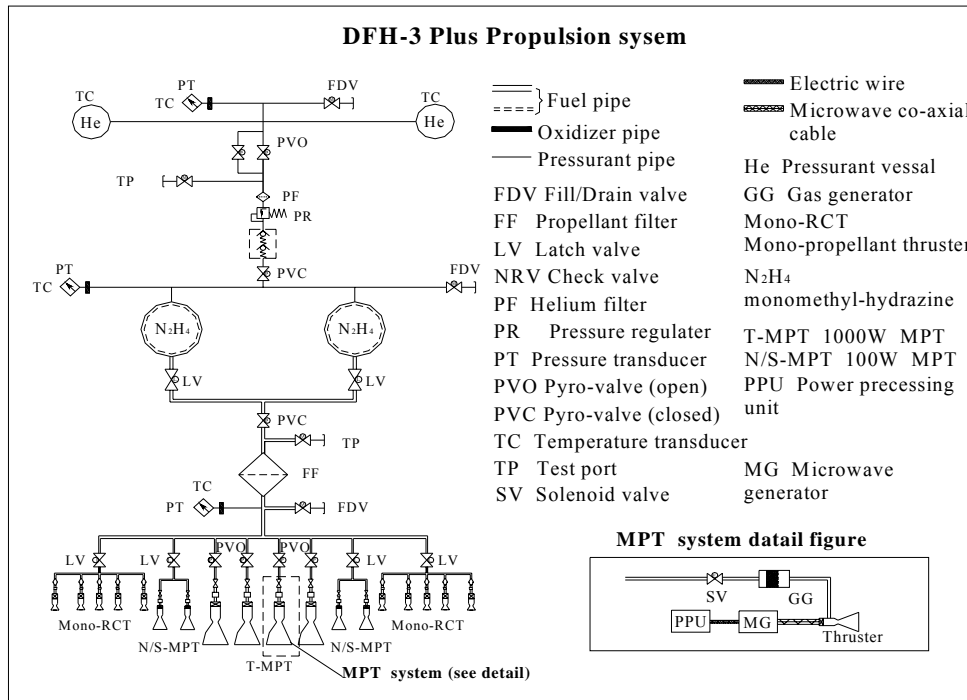 DFH-3 Plus Propulsion sysem
PT
TC
FDV
TC
He
TC
He
PVO
TP
PF
PR
PVC
PT
TC
FDV
N₂H₄
N₂H₄
LV
LV
PVC
TP
FF
TC
PT
FDV
LV
LV
PVO
PVO
LV
LV
Mono-RCT
N/S-MPT
T-MPT
N/S-MPT
Mono-RCT
MPT system (see detail)
Fuel pipe
Oxidizer pipe
Pressurant pipe
FDV Fill/Drain valve
FF Propellant filter
LV Latch valve
NRV Check valve
PF Helium filter
PR Pressure regulater
PT Pressure transducer
PVO Pyro-valve (open)
PVC Pyro-valve (closed)
TC Temperature transducer
TP Test port
SV Solenoid valve
Electric wire
Microwave co-axial
cable
He Pressurant vessal
GG Gas generator
Mono-RCT
Mono-propellant thruster
N₂H₄
monomethyl-hydrazine
T-MPT 1000W MPT
N/S-MPT 100W MPT
PPU Power precessing
unit
MG Microwave
generator
MPT system datail figure
SV
GG
PPU
MG
Thruster